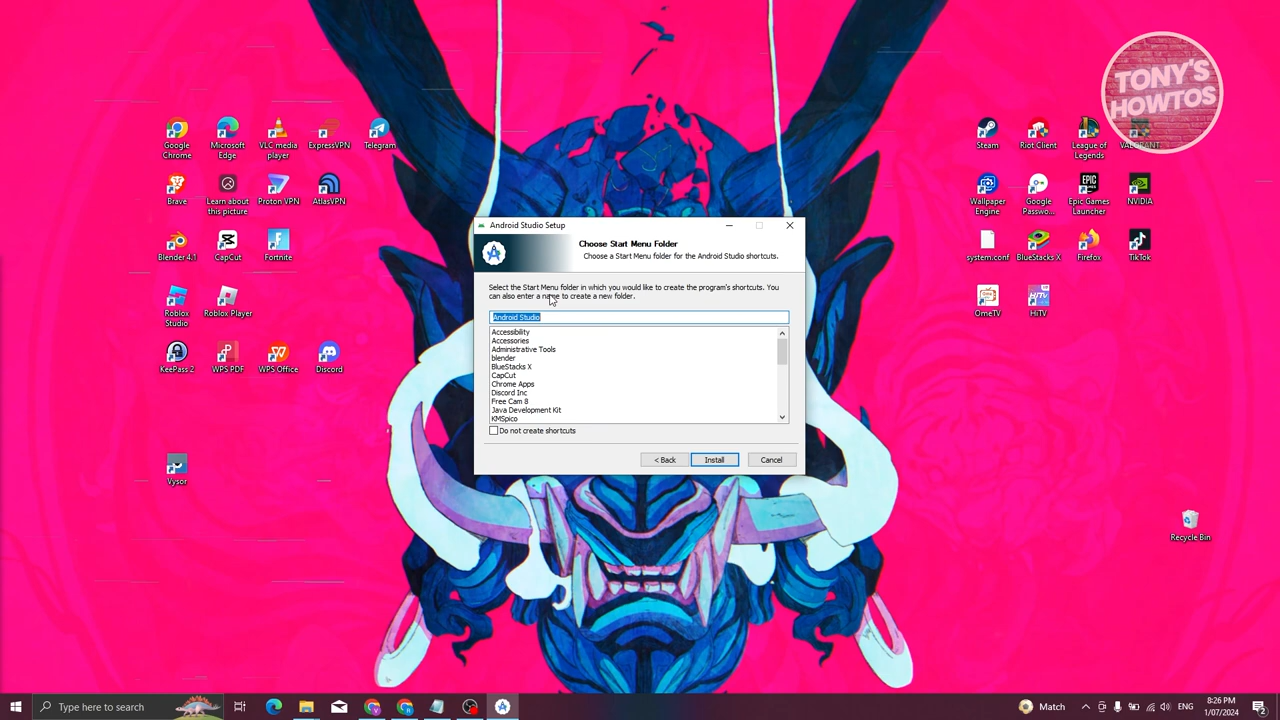 TONY'S
HOWTOS
Google
Chrome
Microsoft
Edge
VLC media
player
ExpressVPN
Telegram
Steam
Riot Client
League of
Legends
VALORANT
Brave
Learn about
this picture
Proton VPN
AtlasVPN
Wallpaper
Engine
Google
Passwo...
Epic Games
Launcher
NVIDIA
Blender 4.1
CapCut
Fortnite
system.conf
BlueStacks X
Firefox
TikTok
Roblox
Studio
Roblox Player
OmeTV
HiTV
KeePass 2
WPS PDF
WPS Office
Discord
Vysor
Recycle Bin
Android Studio Setup
Choose Start Menu Folder
Choose a Start Menu folder for the Android Studio shortcuts.
Select the Start Menu folder in which you would like to create the program's shortcuts. You
can also enter a name to create a new folder.
Android Studio
Accessibility
Accessories
Administrative Tools
blender
BlueStacks X
CapCut
Chrome Apps
Discord Inc
Free Cam 8
Java Development Kit
KMSpico
Do not create shortcuts
< Back
Install
Cancel
Type here to search
Match
ENG
8:26 PM
1/07/2024
2